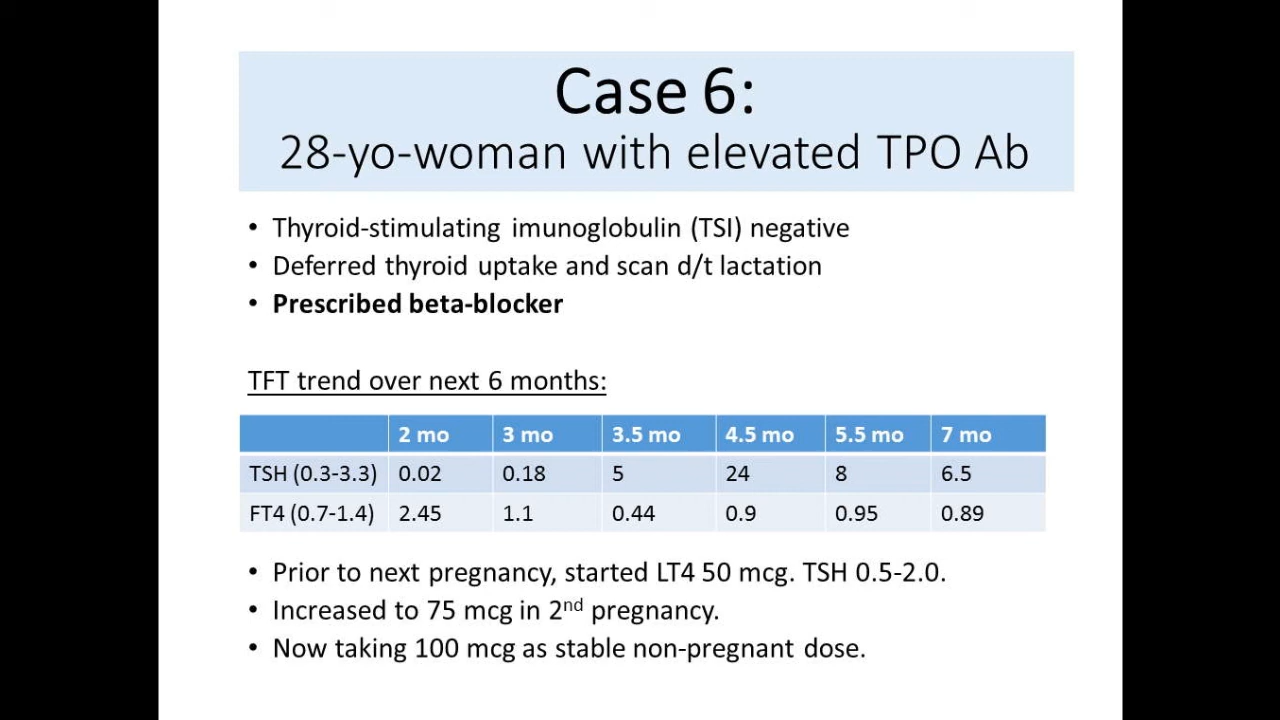 Case 6:
28-yo-woman with elevated TPO Ab
• Thyroid-stimulating imunoglobulin (TSI) negative
• Deferred thyroid uptake and scan d/t lactation
• Prescribed beta-blocker
TFT trend over next 6 months:
2 mo 3 mo 3.5 mo 4.5 mo 5.5 mo 7 mo
TSH (0.3-3.3) 0.02 0.18 5 24 8 6.5
FT4 (0.7-1.4) 2.45 1.1 0.44 0.9 0.95 0.89
• Prior to next pregnancy, started LT4 50 mcg. TSH 0.5-2.0.
• Increased to 75 mcg in 2nd pregnancy.
• Now taking 100 mcg as stable non-pregnant dose.